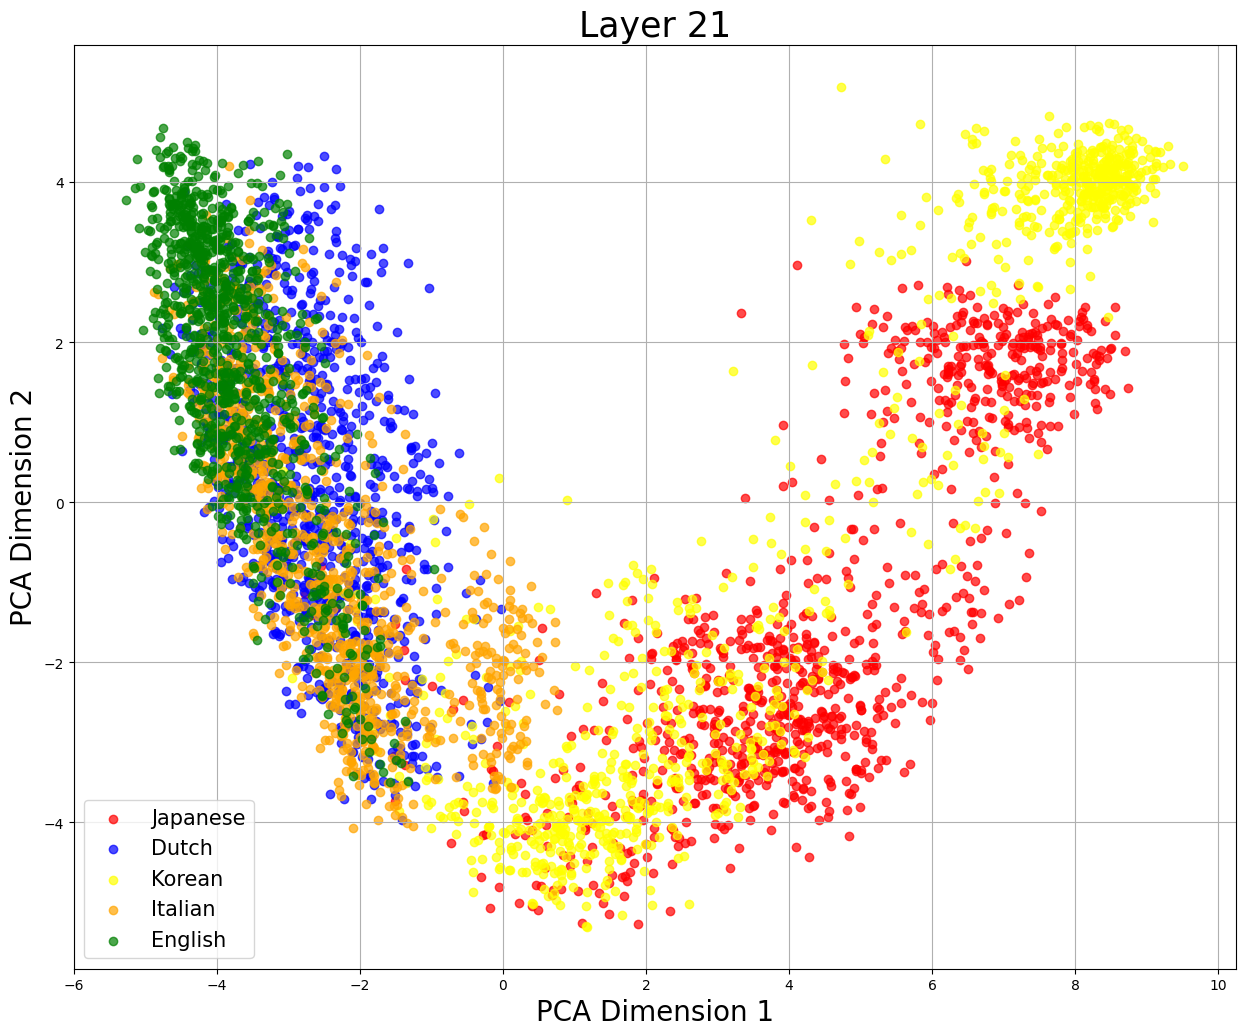 Layer 21
PCA Dimension 2
4
2
0
−2
−4
Japanese
Dutch
Korean
Italian
English
−6 −4 −2 0 2 4 6 8 10
PCA Dimension 1